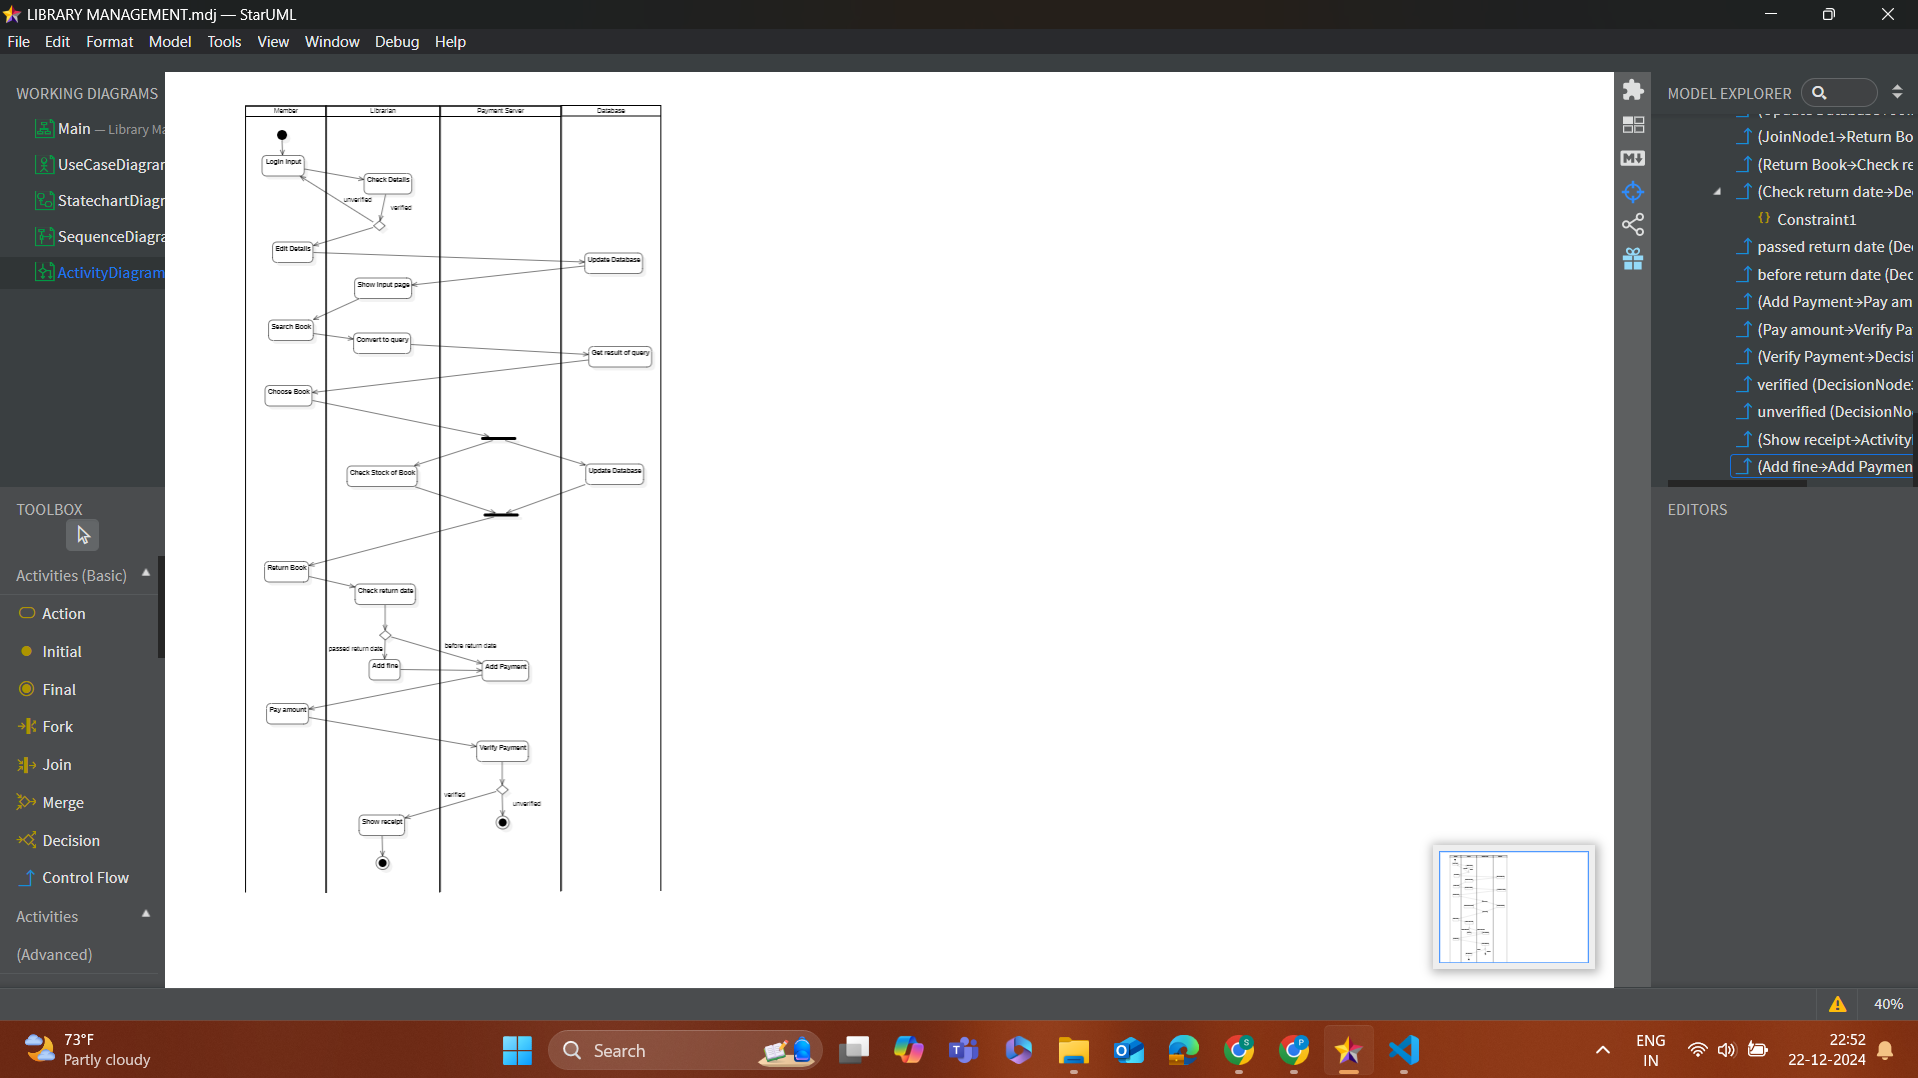 LIBRARY MANAGEMENT.mdj — StarUML
File Edit Format Model Tools View Window Debug Help
WORKING DIAGRAMS
Main — Library Ma
UseCaseDiagran
StatechartDiagr
SequenceDiagra
ActivityDiagram
TOOLBOX
Activities (Basic)
Action
Initial
Final
Fork
Join
Merge
Decision
Control Flow
Activities
(Advanced)
Member Librarian Payment Server Database
Login Input
Check Details
unverified
verified
Edit Details
Update Database
Show Input page
Search Book
Convert to query
Get result of query
Choose Book
Check Stock of Book
Update Database
Return Book
Check return date
passed return date
before return date
Add fine
Add Payment
Pay amount
Verify Payment
verified
unverified
Show receipt
MODEL EXPLORER
(JoinNode1→Return Bo
(Return Book→Check re
(Check return date→De
{} Constraint1
passed return date (De
before return date (Dec
(Add Payment→Pay am
(Pay amount→Verify Pa
(Verify Payment→Decisi
verified (DecisionNode
unverified (DecisionNo
(Show receipt→Activity
(Add fine→Add Paymen
EDITORS
40%
73°F
Partly cloudy
Search
ENG
IN
22:52
22-12-2024